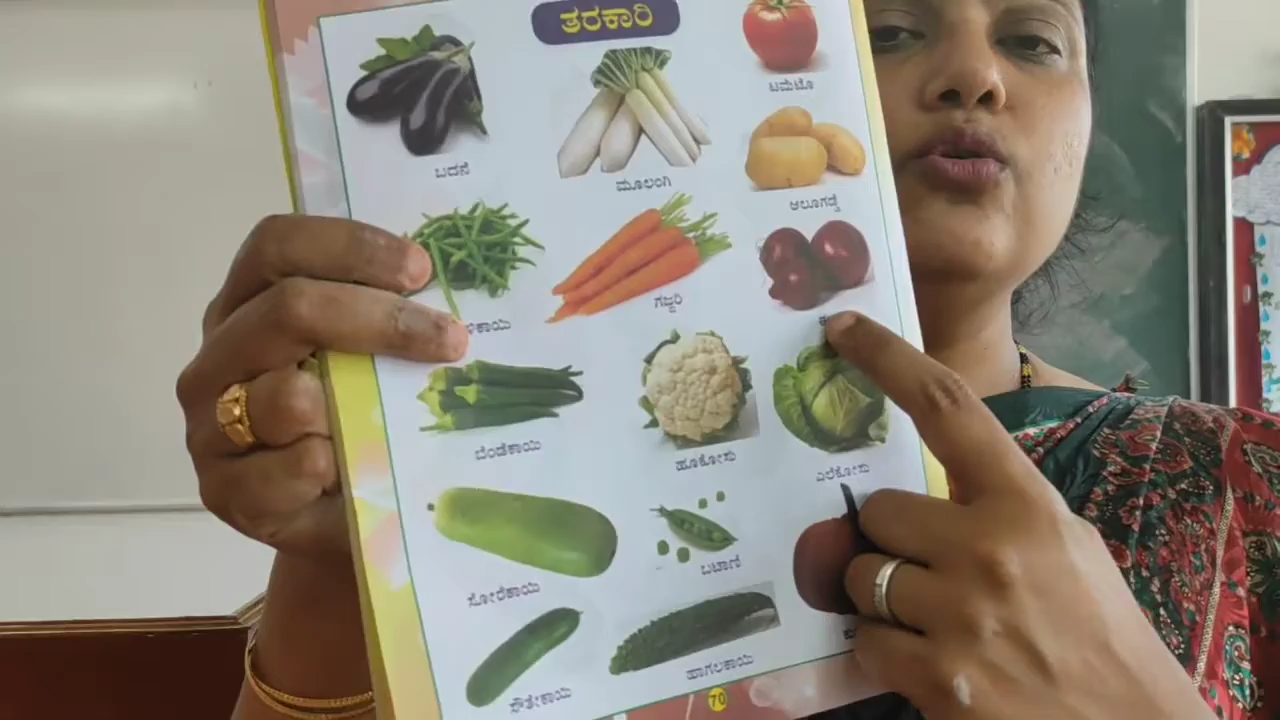 ತರಕಾರಿ
ಬದನೆ
ಮೂಲಂಗಿ
ಟಮೆಟೊ
ಆಲೂಗಡ್ಡೆ
ಗಜ್ಜರಿ
ಬೆಂಡೆಕಾಯಿ
ಹೂಕೋಸು
ಎಲೆಕೋಸು
ಸೋರೆಕಾಯಿ
ಬಟಾಣಿ
ಸೌತೇಕಾಯಿ
ಹಾಗಲಕಾಯಿ
70